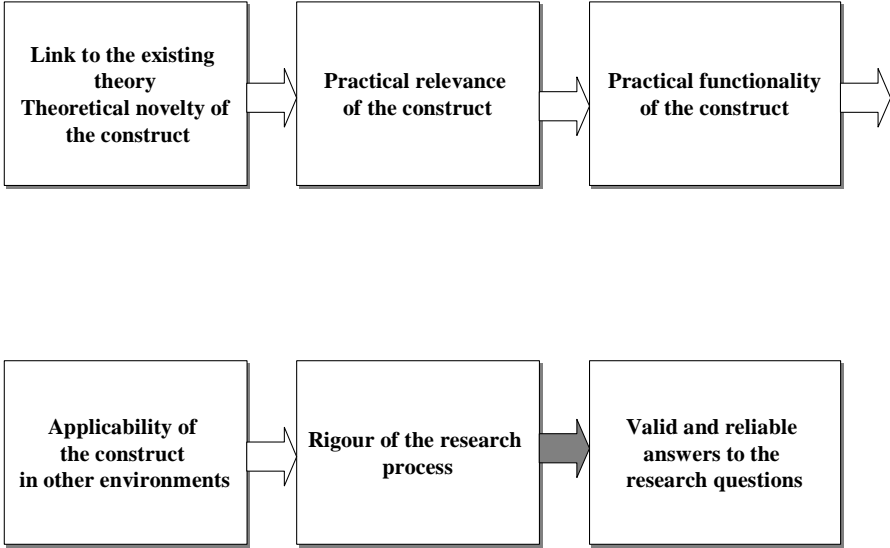 Link to the existing
theory
Theoretical novelty of
the construct
Practical relevance
of the construct
Practical functionality
of the construct
Applicability of
the construct
in other environments
Rigour of the research
process
Valid and reliable
answers to the
research questions